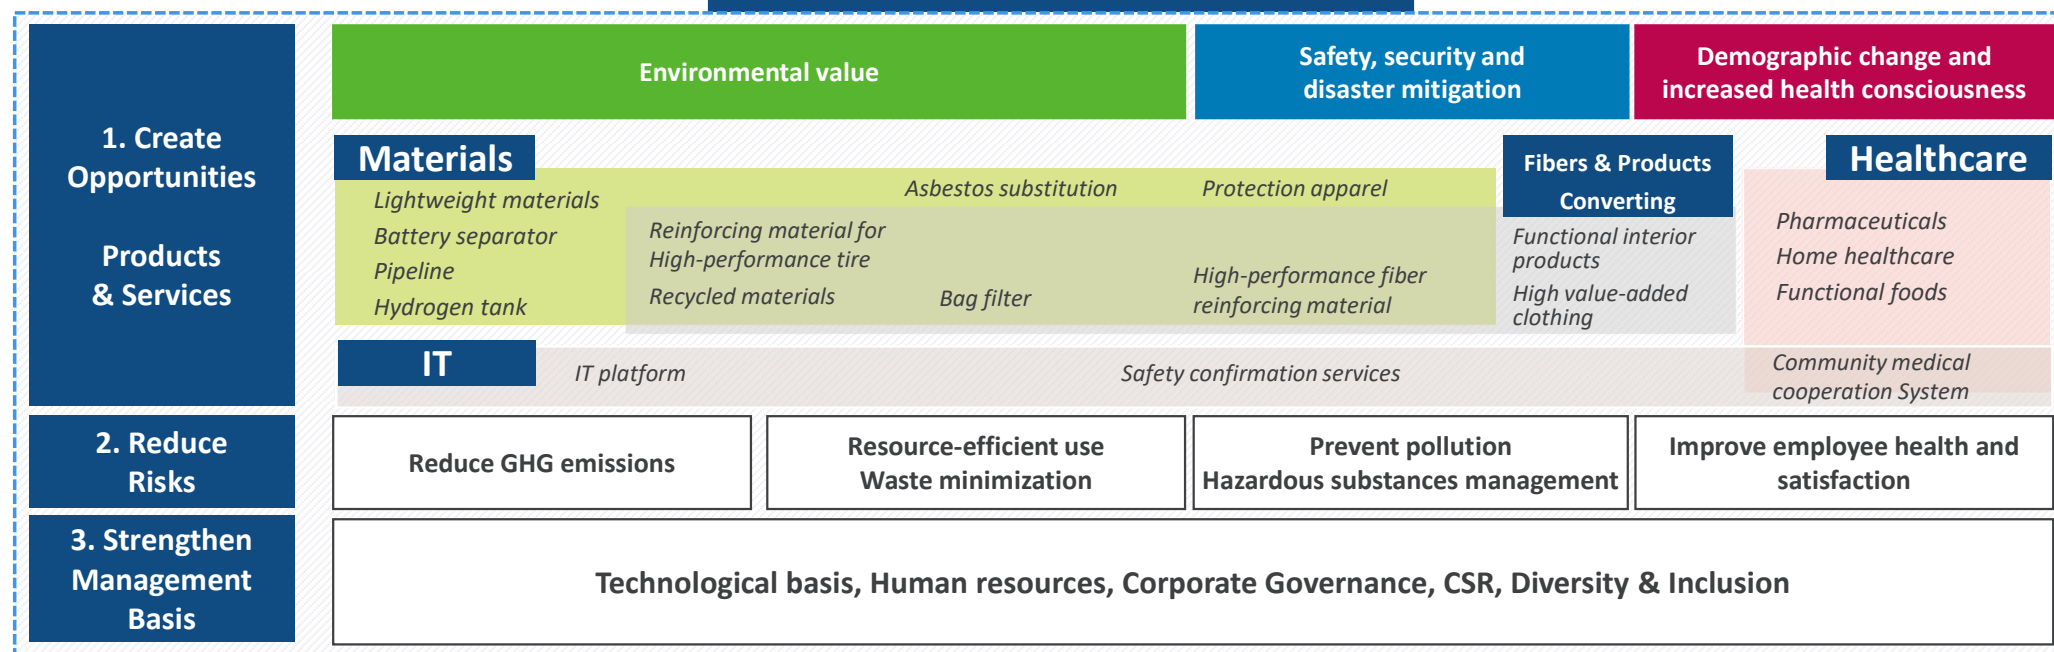 1. Create
Opportunities
Products
& Services
Environmental value
Safety, security and
disaster mitigation
Demographic change and
increased health consciousness
Materials
Lightweight materials
Battery separator
Pipeline
Hydrogen tank
Reinforcing material for
High-performance tire
Recycled materials
Asbestos substitution
Bag filter
Protection apparel
High-performance fiber
reinforcing material
Fibers & Products
Converting
Functional interior
products
High value-added
clothing
Healthcare
Pharmaceuticals
Home healthcare
Functional foods
IT
IT platform
Safety confirmation services
Community medical
cooperation System
2. Reduce
Risks
Reduce GHG emissions
Resource-efficient use
Waste minimization
Prevent pollution
Hazardous substances management
Improve employee health and
satisfaction
3. Strengthen
Management
Basis
Technological basis, Human resources, Corporate Governance, CSR, Diversity & Inclusion